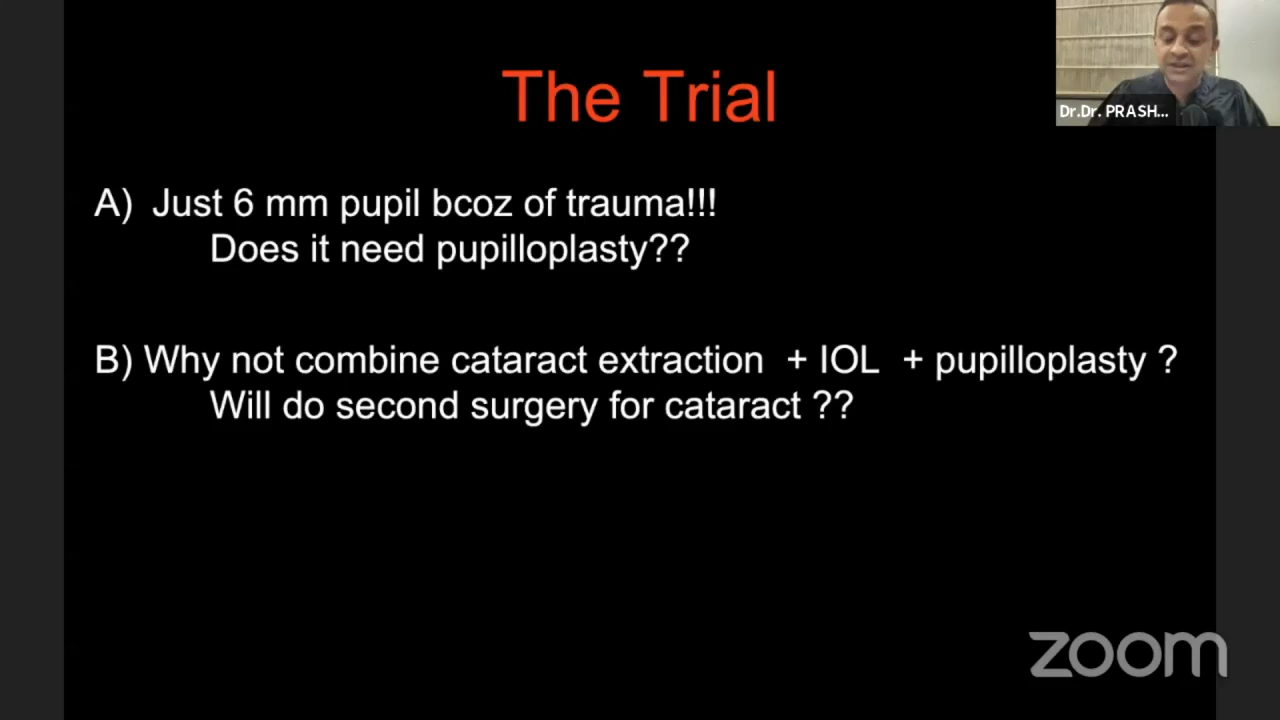 The Trial
Dr.Dr. PRASH...
A) Just 6 mm pupil bcoz of trauma!!!
Does it need pupilloplasty??
B) Why not combine cataract extraction + IOL + pupilloplasty ?
Will do second surgery for cataract ??
zoom